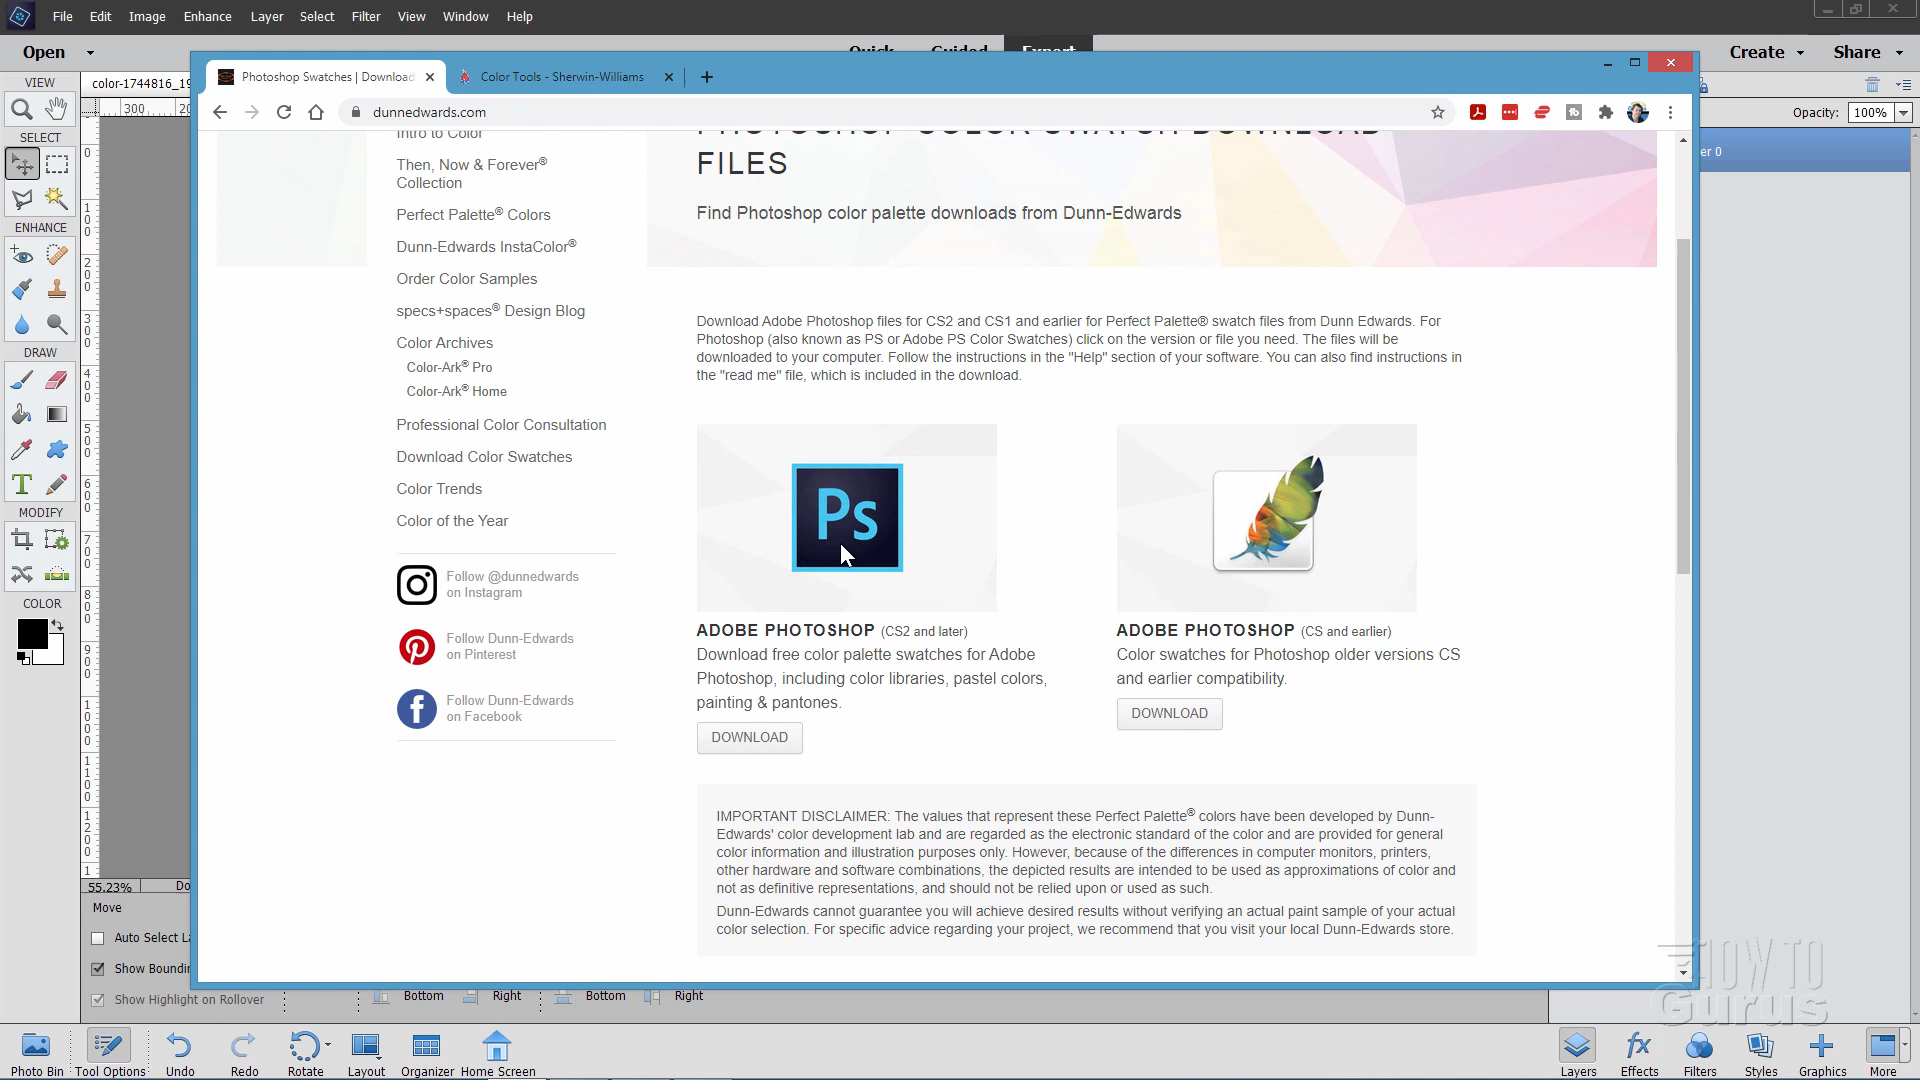 File Edit Image Enhance Layer Select Filter View Window Help
Open Quick Guided Expert Create Share
VIEW
color-1744816_19
Photoshop Swatches | Download
Color Tools - Sherwin-Williams
dunnedwards.com
Opacity: 100%
er 0
300
SELECT
ENHANCE
DRAW
MODIFY
COLOR
55.23% Do
Move
Auto Select La
Show Boundin
Show Highlight on Rollover
Intro to Color
Then, Now & Forever®
Collection
Perfect Palette® Colors
Dunn-Edwards InstaColor®
Order Color Samples
specs+spaces® Design Blog
Color Archives
Color-Ark® Pro
Color-Ark® Home
Professional Color Consultation
Download Color Swatches
Color Trends
Color of the Year
Follow @dunnedwards
on Instagram
Follow Dunn-Edwards
on Pinterest
Follow Dunn-Edwards
on Facebook
PHOTOSHOP COLOR SWATCH DOWNLOAD
FILES
Find Photoshop color palette downloads from Dunn-Edwards
Download Adobe Photoshop files for CS2 and CS1 and earlier for Perfect Palette® swatch files from Dunn Edwards. For
Photoshop (also known as PS or Adobe PS Color Swatches) click on the version or file you need. The files will be
downloaded to your computer. Follow the instructions in the "Help" section of your software. You can also find instructions in
the "read me" file, which is included in the download.
Ps
ADOBE PHOTOSHOP (CS2 and later)
Download free color palette swatches for Adobe
Photoshop, including color libraries, pastel colors,
painting & pantones.
DOWNLOAD
ADOBE PHOTOSHOP (CS and earlier)
Color swatches for Photoshop older versions CS
and earlier compatibility.
DOWNLOAD
IMPORTANT DISCLAIMER: The values that represent these Perfect Palette® colors have been developed by Dunn-
Edwards' color development lab and are regarded as the electronic standard of the color and are provided for general
color information and illustration purposes only. However, because of the differences in computer monitors, printers,
other hardware and software combinations, the depicted results are intended to be used as approximations of color and
not as definitive representations, and should not be relied upon or used as such.
Dunn-Edwards cannot guarantee you will achieve desired results without verifying an actual paint sample of your actual
color selection. For specific advice regarding your project, we recommend that you visit your local Dunn-Edwards store.
Bottom Right Bottom Right
HOW TO
Gurus
Photo Bin Tool Options Undo Redo Rotate Layout Organizer Home Screen Layers Effects Filters Styles Graphics More